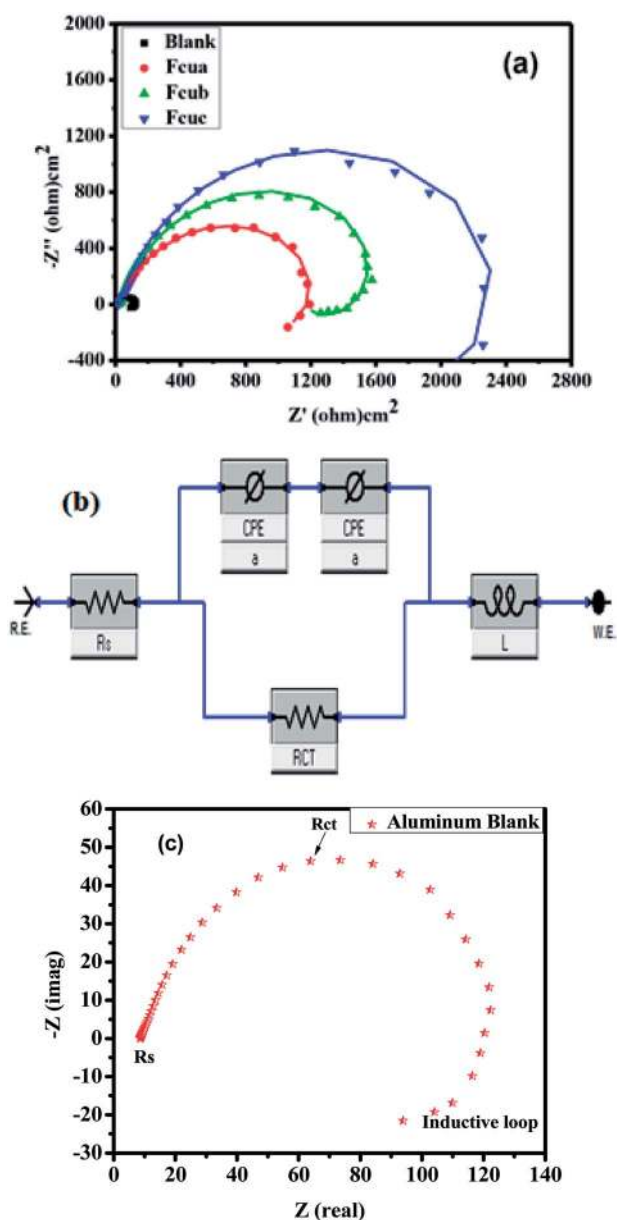 2000
1600
1200
800
400
0
-400
-Z'' (ohm)cm2
Blank
Fcua
Fcub
Fcuc
(a)
0 400 800 1200 1600 2000 2400 2800
Z' (ohm)cm2
(b)
CPE CPE
a a
R.E. Rs L W.E.
RCT
60
50
40
30
20
10
0
-10
-20
-30
-Z (imag)
(c)
Rct
Aluminum Blank
Rs
Inductive loop
0 20 40 60 80 100 120 140
Z (real)